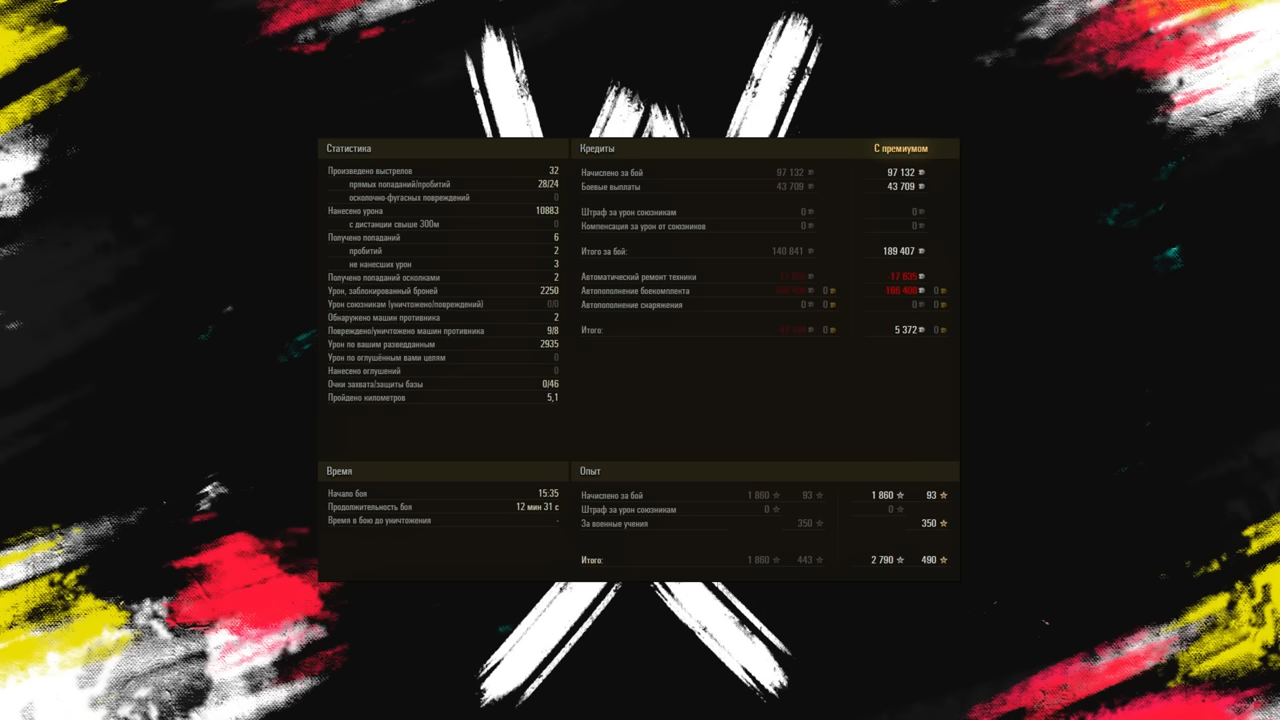 Статистика
Произведено выстрелов 32
прямых попаданий/пробитий 28/24
осколочно-фугасных повреждений 0
Нанесено урона 10883
с дистанции свыше 300м 0
Получено попаданий 6
пробитий 2
не нанесших урон 3
Получено попаданий осколками 2
Урон, заблокированный броней 2250
Урон союзникам (уничтожено/повреждений) 0/0
Обнаружено машин противника 2
Повреждено/уничтожено машин противника 9/8
Урон по вашим разведданным 2935
Урон по оглушённым вами целям 0
Нанесено оглушений 0
Очки захвата/защиты базы 0/46
Пройдено километров 5,1
Кредиты С премиумом
Начислено за бой 97 132 97 132
Боевые выплаты 43 709 43 709
Штраф за урон союзникам 0 0
Компенсация за урон от союзников 0 0
Итого за бой: 140 841 189 407
Автоматический ремонт техники -17 635
Автопополнение боекомплекта 0 0
Автопополнение снаряжения 0 0 0 0
Итого: 0 5 372 0
Время
Начало боя 15:35
Продолжительность боя 12 мин 31 с
Время в бою до уничтожения -
Опыт
Начислено за бой 1 860 93 1 860 93
Штраф за урон союзникам 0 0
За военные учения 350 350
Итого: 1 860 443 2 790 490